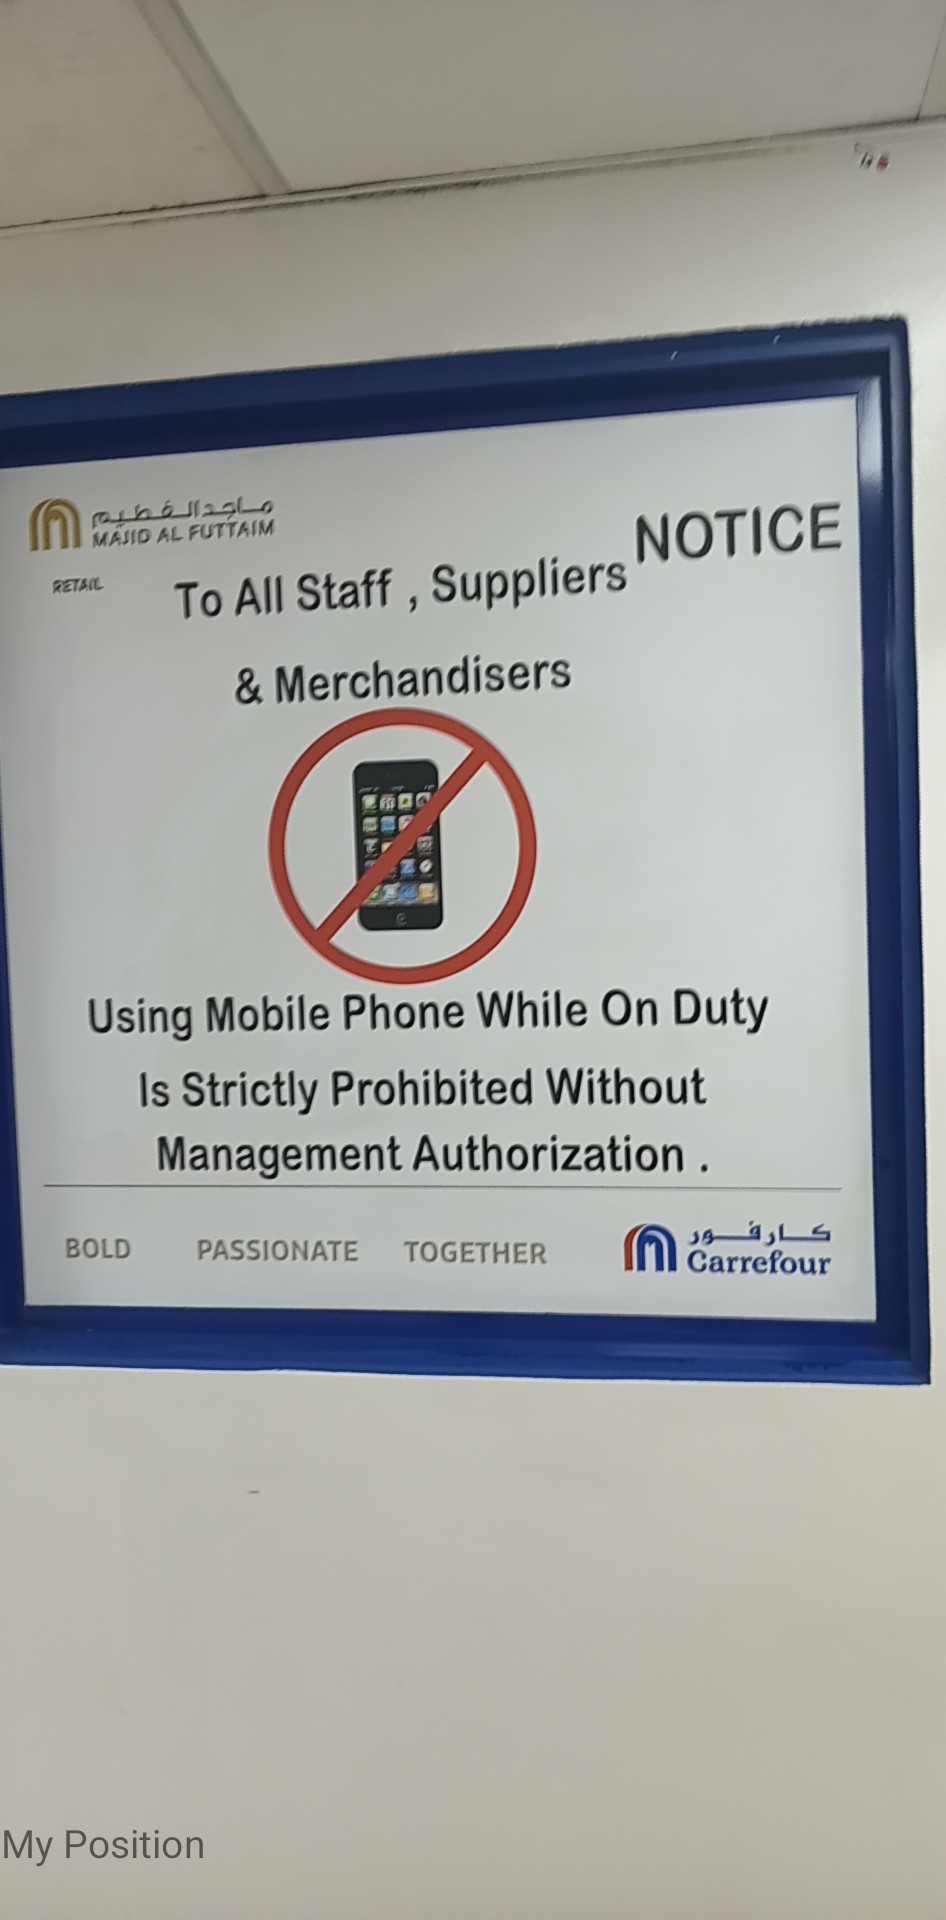 ماجد الفطيم
MAJID AL FUTTAIM
RETAIL
NOTICE
To All Staff , Suppliers
& Merchandisers
Using Mobile Phone While On Duty
Is Strictly Prohibited Without
Management Authorization .
BOLD PASSIONATE TOGETHER
كارفور
Carrefour
My Position